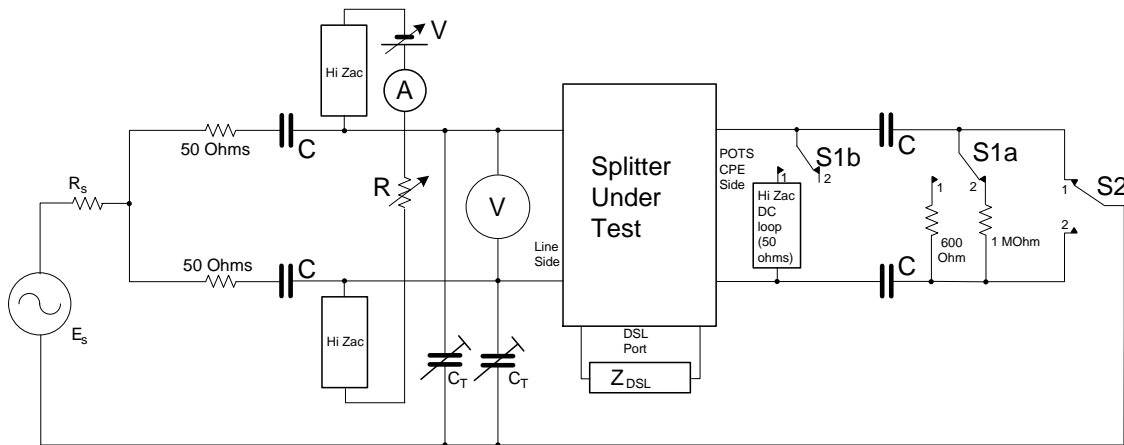 Hi Zac
V
A
50 Ohms
C
R
V
Rs
50 Ohms
C
Hi Zac
Es
CT
CT
Line
Side
Splitter
Under
Test
DSL
Port
ZDSL
POTS
CPE
Side
S1b
1
2
Hi Zac
DC
loop
(50
ohms)
C
S1a
1
2
600
Ohm
1 MOhm
C
S2
1
2